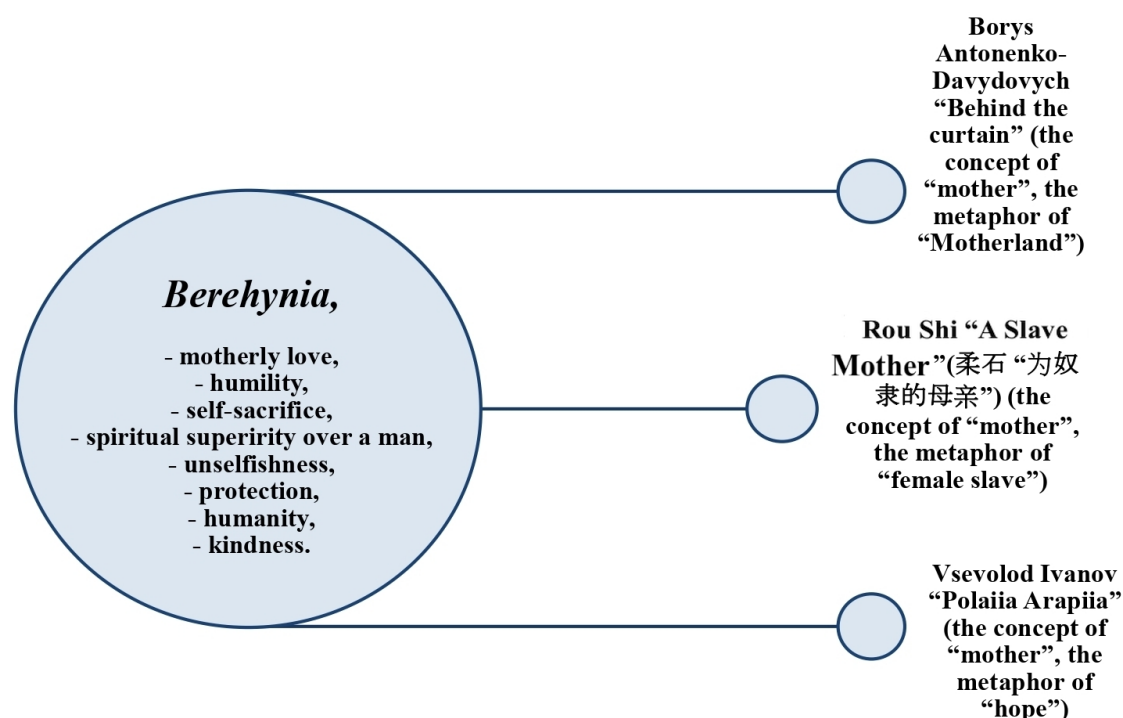 Berehynia,
- motherly love,
- humility,
- self-sacrifice,
- spiritual superirity over a man,
- unselfishness,
- protection,
- humanity,
- kindness.
Borys
Antonenko-
Davydovych
“Behind the
curtain” (the
concept of
“mother”, the
metaphor of
“Motherland”)
Rou Shi “A Slave
Mother”(柔石 “为奴
隶的母亲”) (the
concept of “mother”,
the metaphor of
“female slave”)
Vsevolod Ivanov
“Polaiia Arapiia”
(the concept of
“mother”, the
metaphor of
“hope”)